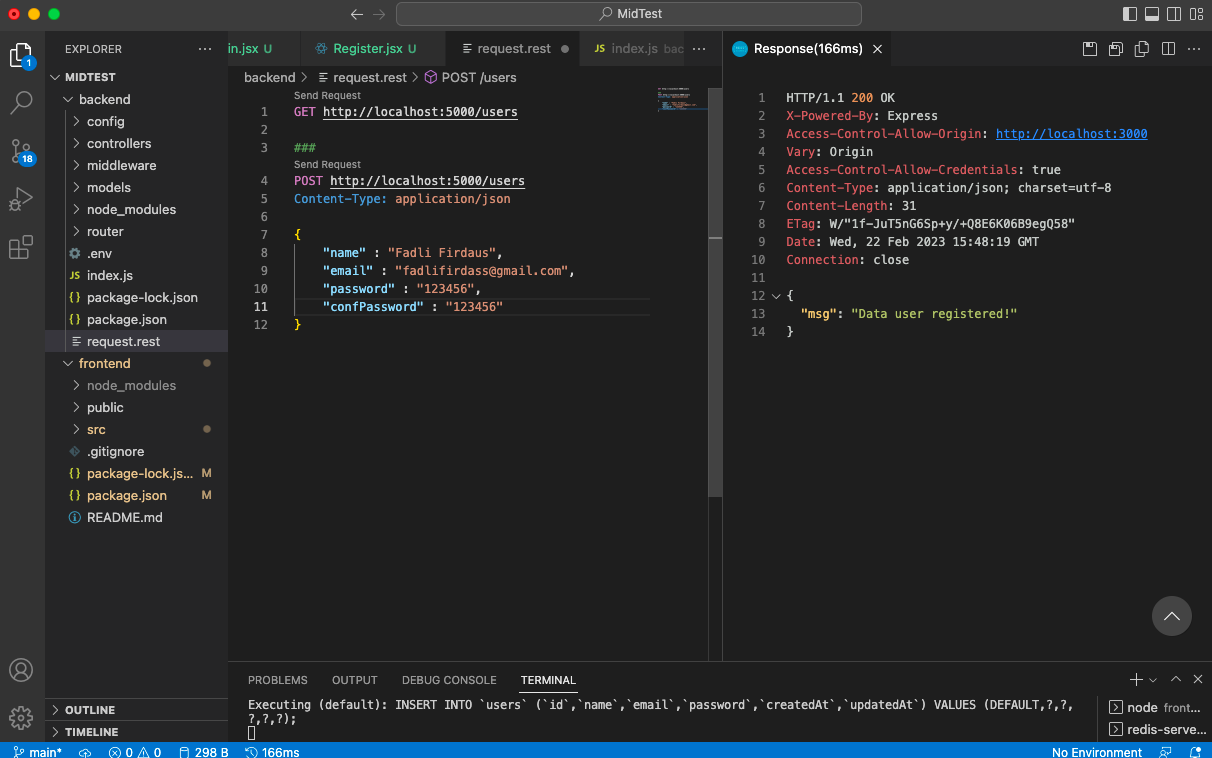 MidTest
EXPLORER
in.jsx U
Register.jsx U
request.rest
JS index.js bac
Response(166ms)
1
MIDTEST
backend
config
controllers
middleware
models
node_modules
router
.env
JS index.js
{} package-lock.json
{} package.json
request.rest
frontend
node_modules
public
src
.gitignore
{} package-lock.js... M
{} package.json M
README.md
OUTLINE
TIMELINE
18
backend > request.rest > POST /users
Send Request
1 GET http://localhost:5000/users
2
3 ###
Send Request
4 POST http://localhost:5000/users
5 Content-Type: application/json
6
7 {
8 "name" : "Fadli Firdaus",
9 "email" : "fadlifirdass@gmail.com",
10 "password" : "123456",
11 "confPassword" : "123456"
12 }
1 HTTP/1.1 200 OK
2 X-Powered-By: Express
3 Access-Control-Allow-Origin: http://localhost:3000
4 Vary: Origin
5 Access-Control-Allow-Credentials: true
6 Content-Type: application/json; charset=utf-8
7 Content-Length: 31
8 ETag: W/"1f-JuT5nG6Sp+y/+Q8E6K06B9egQ58"
9 Date: Wed, 22 Feb 2023 15:48:19 GMT
10 Connection: close
11
12 {
13 "msg": "Data user registered!"
14 }
PROBLEMS OUTPUT DEBUG CONSOLE TERMINAL
Executing (default): INSERT INTO `users` (`id`,`name`,`email`,`password`,`createdAt`,`updatedAt`) VALUES (DEFAULT,?,?,
?,?,?);
node front...
redis-serve...
main* 0 0 298 B 166ms No Environment